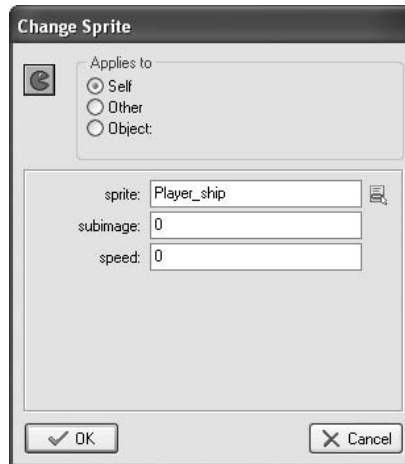 Change Sprite
Applies to
Self
Other
Object:
sprite: Player_ship
subimage: 0
speed: 0
OK
Cancel